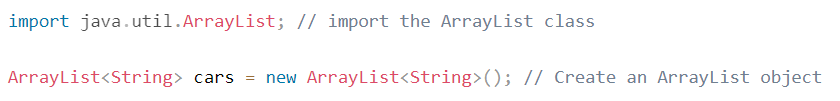 import java.util.ArrayList; // import the ArrayList class
ArrayList<String> cars = new ArrayList<String>(); // Create an ArrayList object